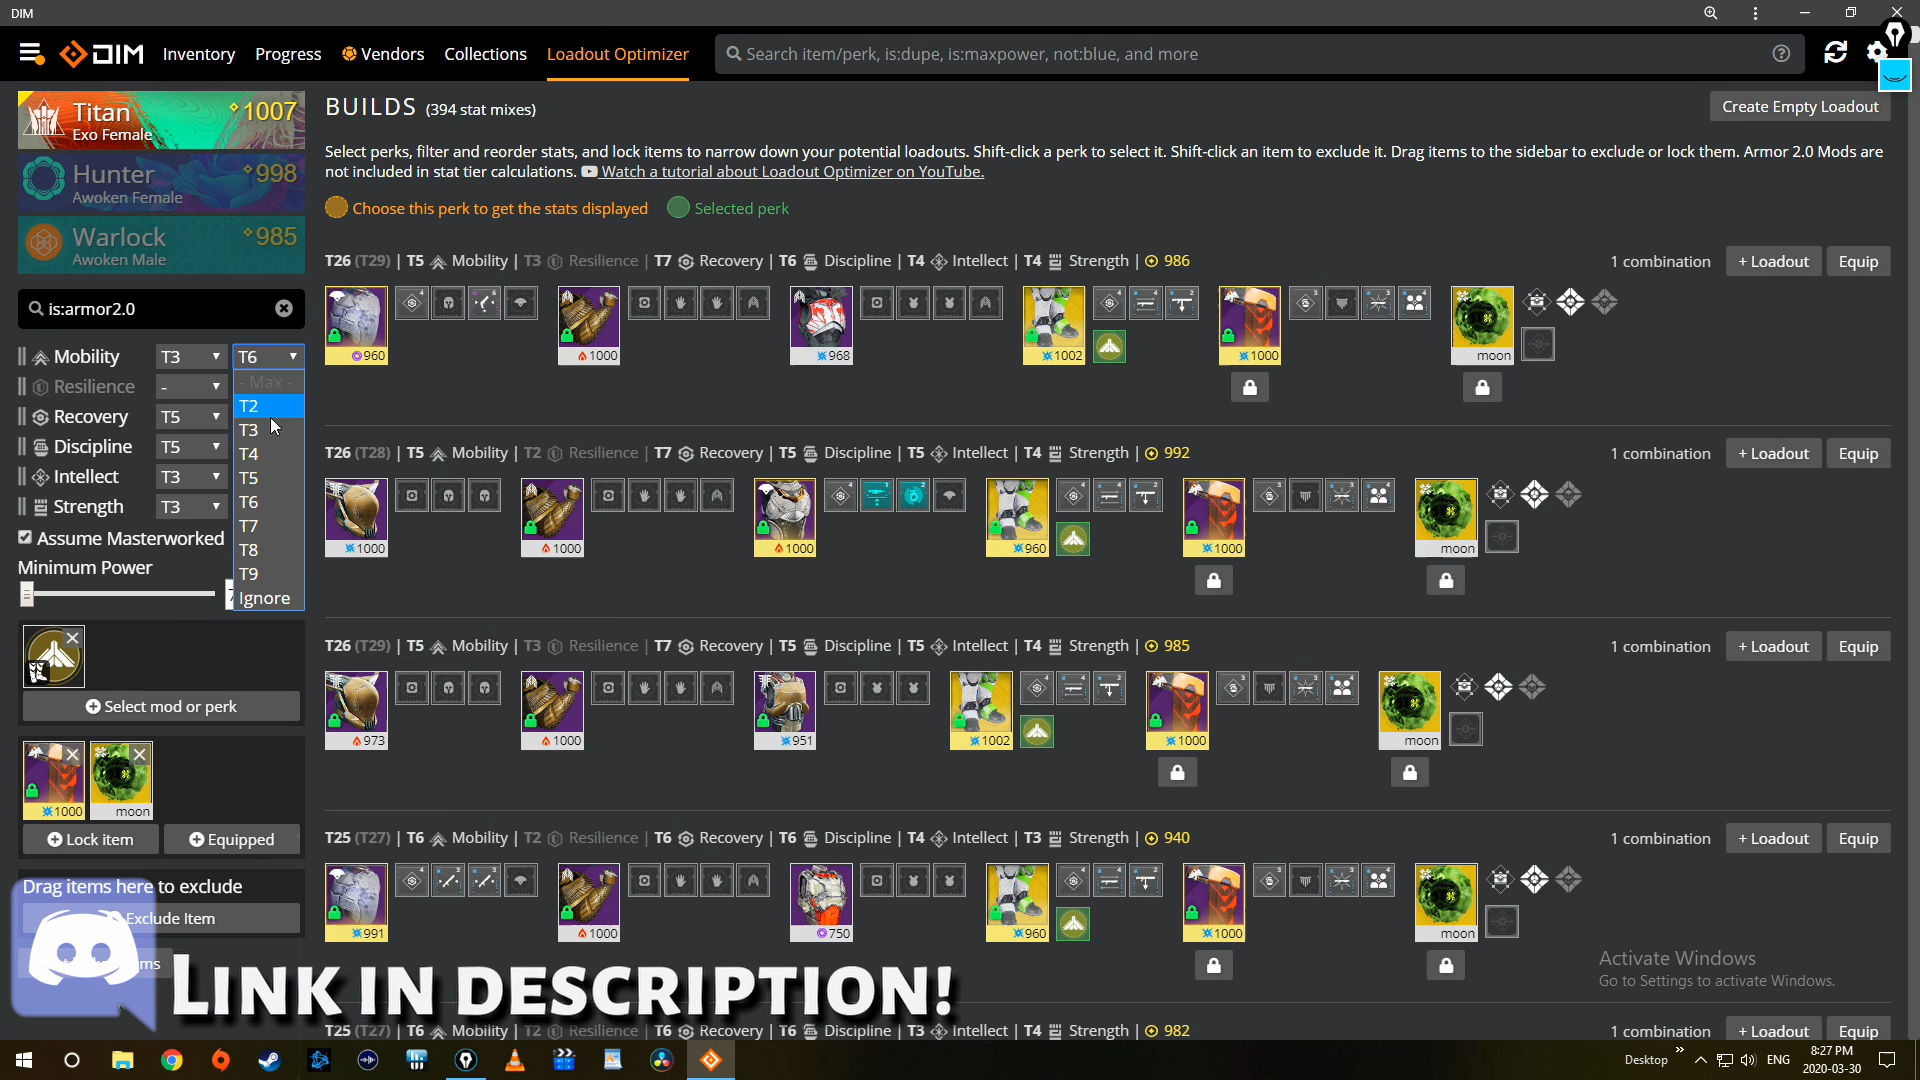 DIM
DIM Inventory Progress Vendors Collections Loadout Optimizer Search item/perk, is:dupe, is:maxpower, not:blue, and more
Titan 1007
Exo Female
Hunter 998
Awoken Female
Warlock 985
Awoken Male
is:armor2.0
Mobility T3 T6
Resilience -
Recovery T5
Discipline T5
Intellect T3
Strength T3
- Max -
T2
T3
T4
T5
T6
T7
T8
T9
Ignore
Assume Masterworked
Minimum Power
Select mod or perk
1000 moon
Lock item Equipped
Drag items here to exclude
Exclude Item
BUILDS (394 stat mixes) Create Empty Loadout
Select perks, filter and reorder stats, and lock items to narrow down your potential loadouts. Shift-click a perk to select it. Shift-click an item to exclude it. Drag items to the sidebar to exclude or lock them. Armor 2.0 Mods are
not included in stat tier calculations. Watch a tutorial about Loadout Optimizer on YouTube.
Choose this perk to get the stats displayed Selected perk
T26 (T29) | T5 Mobility | T3 Resilience | T7 Recovery | T6 Discipline | T4 Intellect | T4 Strength | 986 1 combination + Loadout Equip
960 1000 968 1002 1000 moon
T26 (T28) | T5 Mobility | T2 Resilience | T7 Recovery | T5 Discipline | T5 Intellect | T4 Strength | 992 1 combination + Loadout Equip
1000 1000 1000 960 1000 moon
T26 (T29) | T5 Mobility | T3 Resilience | T7 Recovery | T5 Discipline | T5 Intellect | T4 Strength | 985 1 combination + Loadout Equip
973 1000 951 1002 1000 moon
T25 (T27) | T6 Mobility | T2 Resilience | T6 Recovery | T6 Discipline | T4 Intellect | T3 Strength | 940 1 combination + Loadout Equip
991 1000 750 960 1000 moon
T25 (T27) | T6 Mobility | T2 Resilience | T6 Recovery | T6 Discipline | T3 Intellect | T4 Strength | 982 1 combination + Loadout Equip
LINK IN DESCRIPTION!
Activate Windows
Go to Settings to activate Windows.
Desktop ENG 8:27 PM
2020-03-30